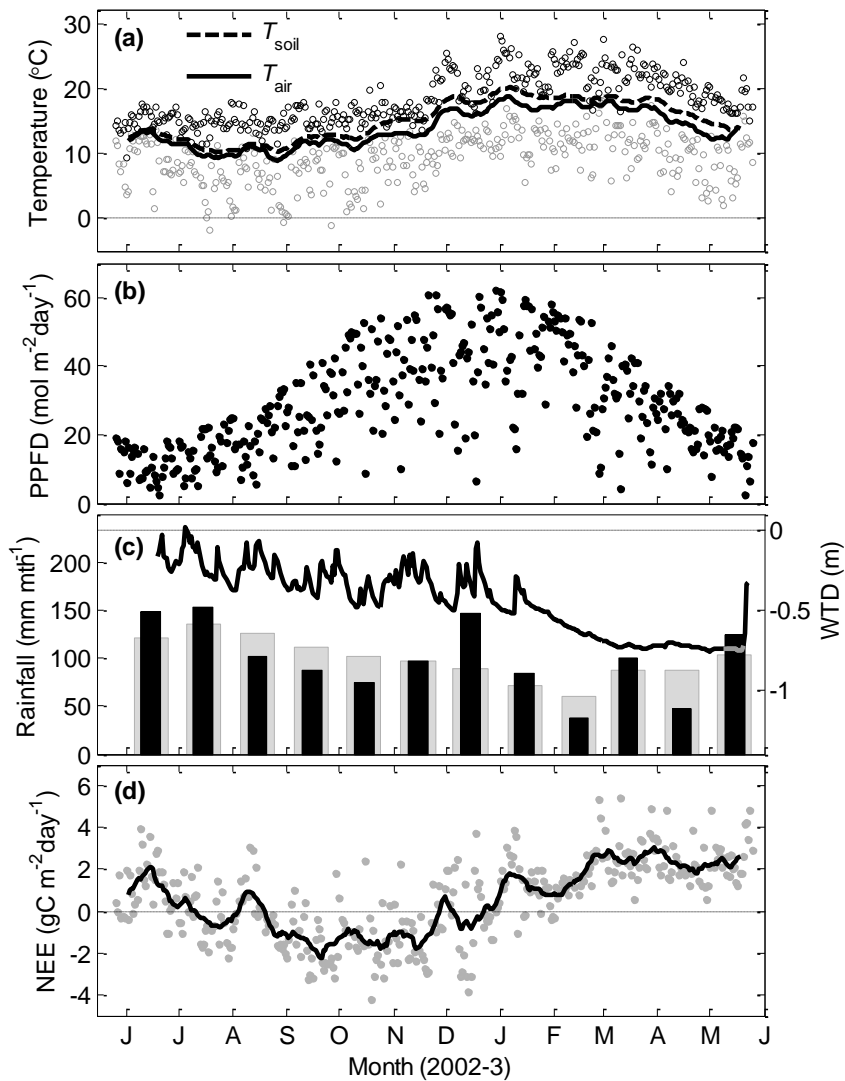 (a)
T_soil
T_air
Temperature (°C)
30
20
10
0
(b)
PPFD (mol m⁻²day⁻¹)
60
40
20
0
(c)
Rainfall (mm mth⁻¹)
200
150
100
50
0
WTD (m)
0
-0.5
-1
(d)
NEE (gC m⁻²day⁻¹)
6
4
2
0
-2
-4
J J A S O N D J F M A M J
Month (2002-3)